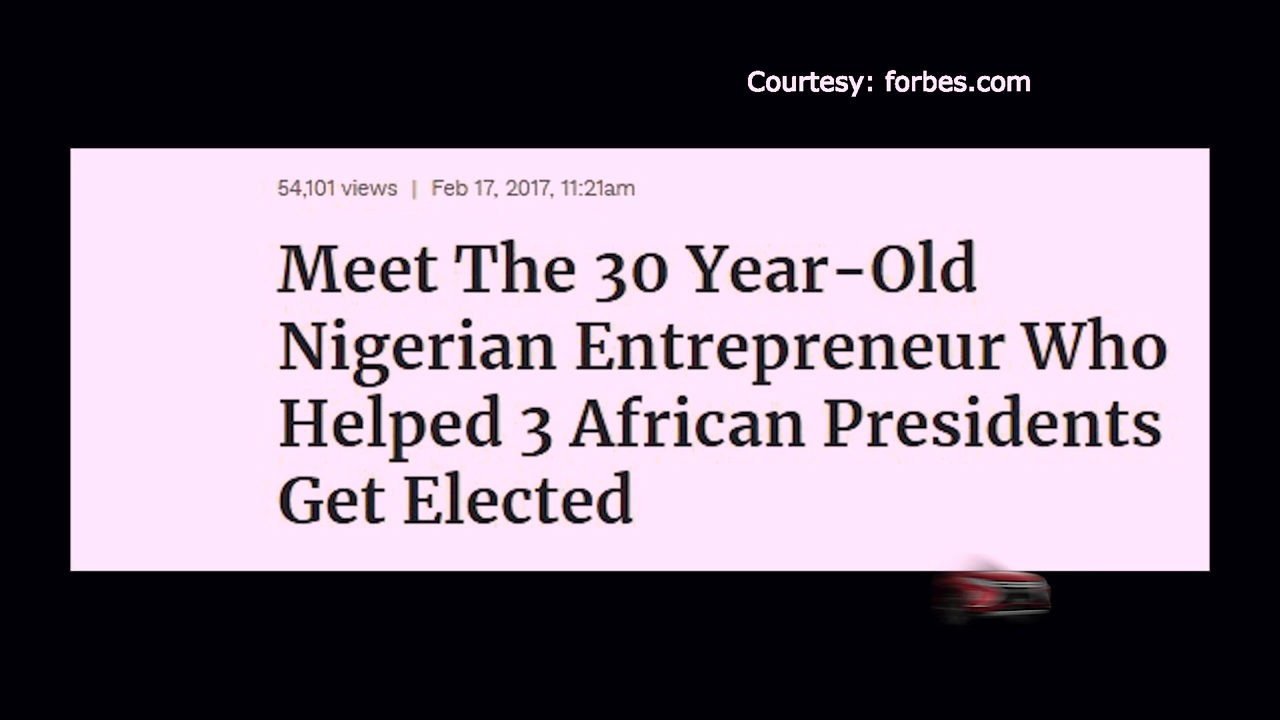 Courtesy: forbes.com
54,101 views | Feb 17, 2017, 11:21am
Meet The 30 Year-Old
Nigerian Entrepreneur Who
Helped 3 African Presidents
Get Elected